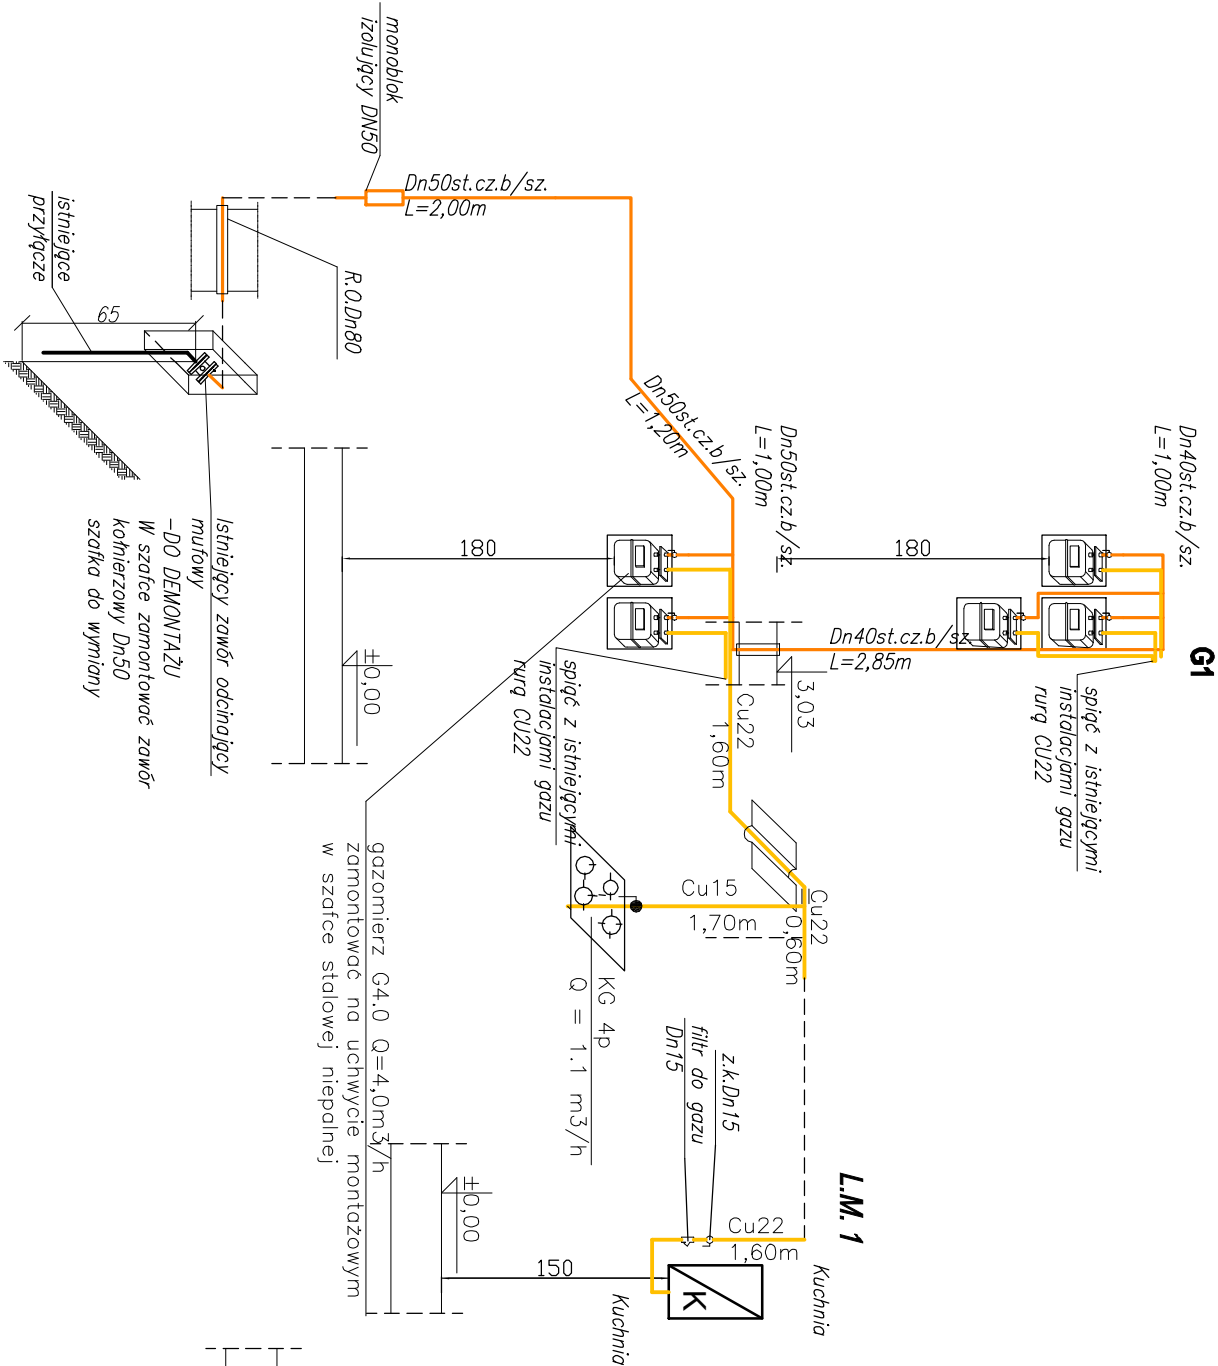 monoblok
izolujący DN50
Dn50st.cz.b/sz.
L=2,00m
istniejące
przyłącze
65
R.O.Dn80
Dn50st.cz.b/sz.
L=1,20m
Dn50st.cz.b/sz.
L=1,00m
Dn40st.cz.b/sz.
L=1,00m
180
180
G1
Dn40st.cz.b/sz.
L=2,85m
Istniejący zawór odcinający
mufowy
-DO DEMONTAŻU
W szafce zamontować zawór
kołnierzowy Dn50
szafka do wymiany
±0,00
3,03
spiąć z istniejącymi
instalacjami gazu
rurą CU22
spiąć z istniejącymi
instalacjami gazu
rurą CU22
Cu22
1,60m
Cu15
1,70m
Cu22
0,60m
gazomierz G4.0 Q=4,0m3/h
zamontować na uchwycie montażowym
w szafce stalowej niepalnej
KG 4p
Q = 1.1 m3/h
z.k.Dn15
filtr do gazu
Dn15
L.M. 1
±0,00
Cu22
1,60m
150
K
Kuchnia
Kuchnia